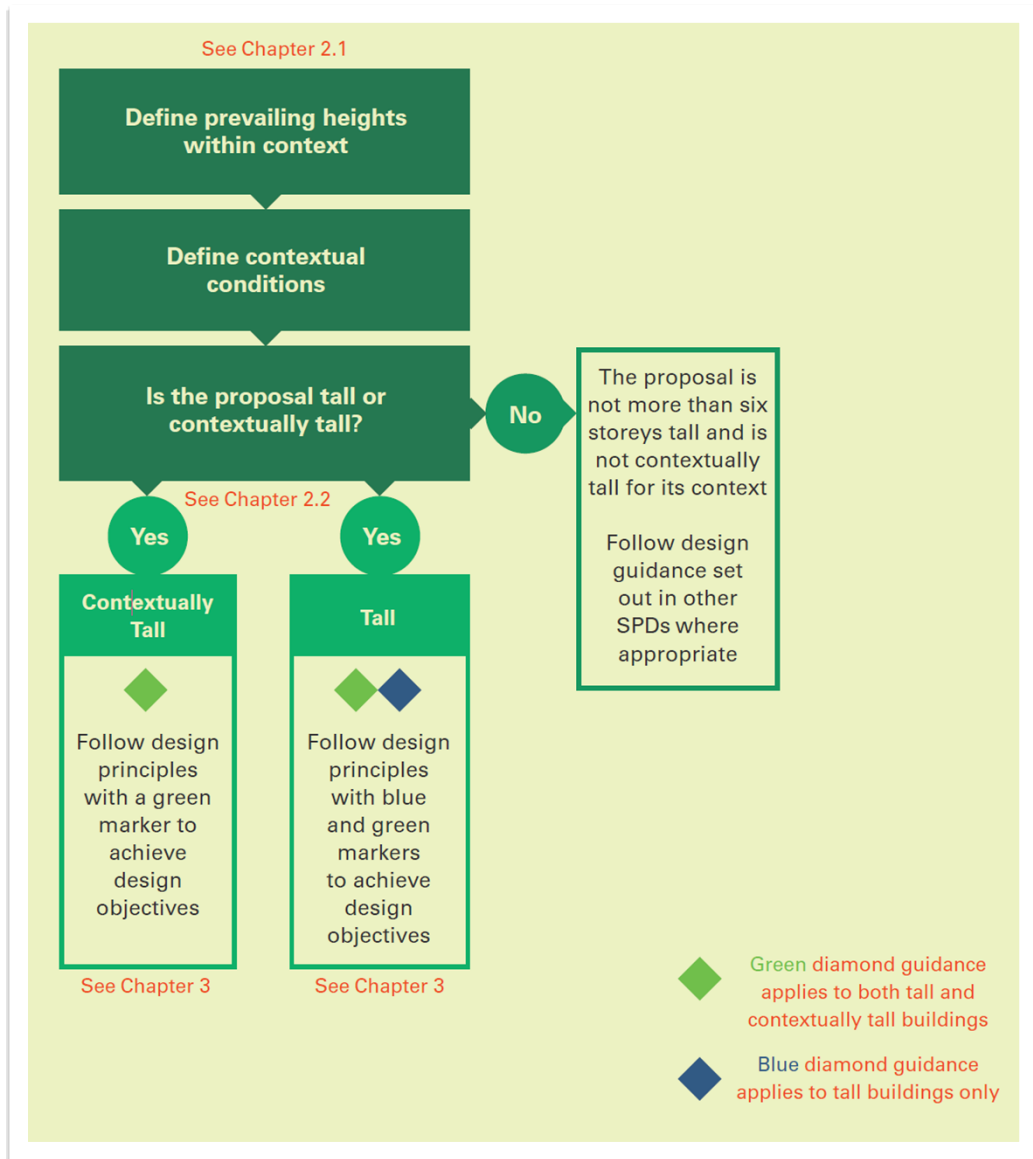 See Chapter 2.1
Define prevailing heights
within context
Define contextual
conditions
Is the proposal tall or
contextually tall?
No
The proposal is
not more than six
storeys tall and is
not contextually
tall for its context
Follow design
guidance set
out in other
SPDs where
appropriate
See Chapter 2.2
Yes
Yes
Contextually
Tall
Follow design
principles
with a green
marker to
achieve
design
objectives
See Chapter 3
Tall
Follow design
principles
with blue
and green
markers
to achieve
design
objectives
See Chapter 3
Green diamond guidance
applies to both tall and
contextually tall buildings
Blue diamond guidance
applies to tall buildings only